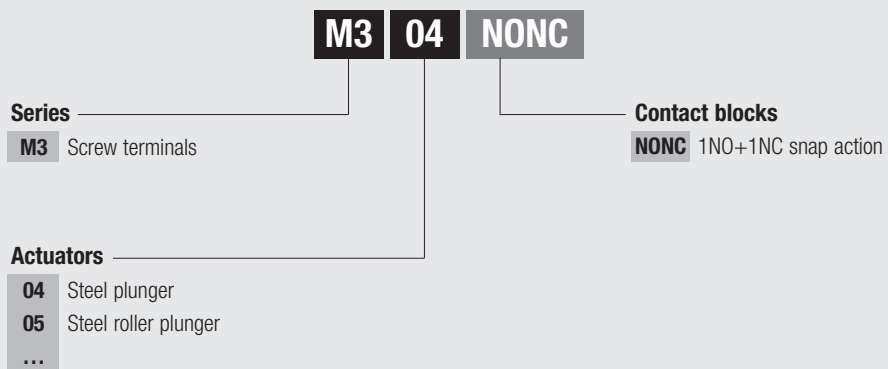 M3 04 NONC
Series
M3 Screw terminals
Contact blocks
NONC 1NO+1NC snap action
Actuators
04 Steel plunger
05 Steel roller plunger
...